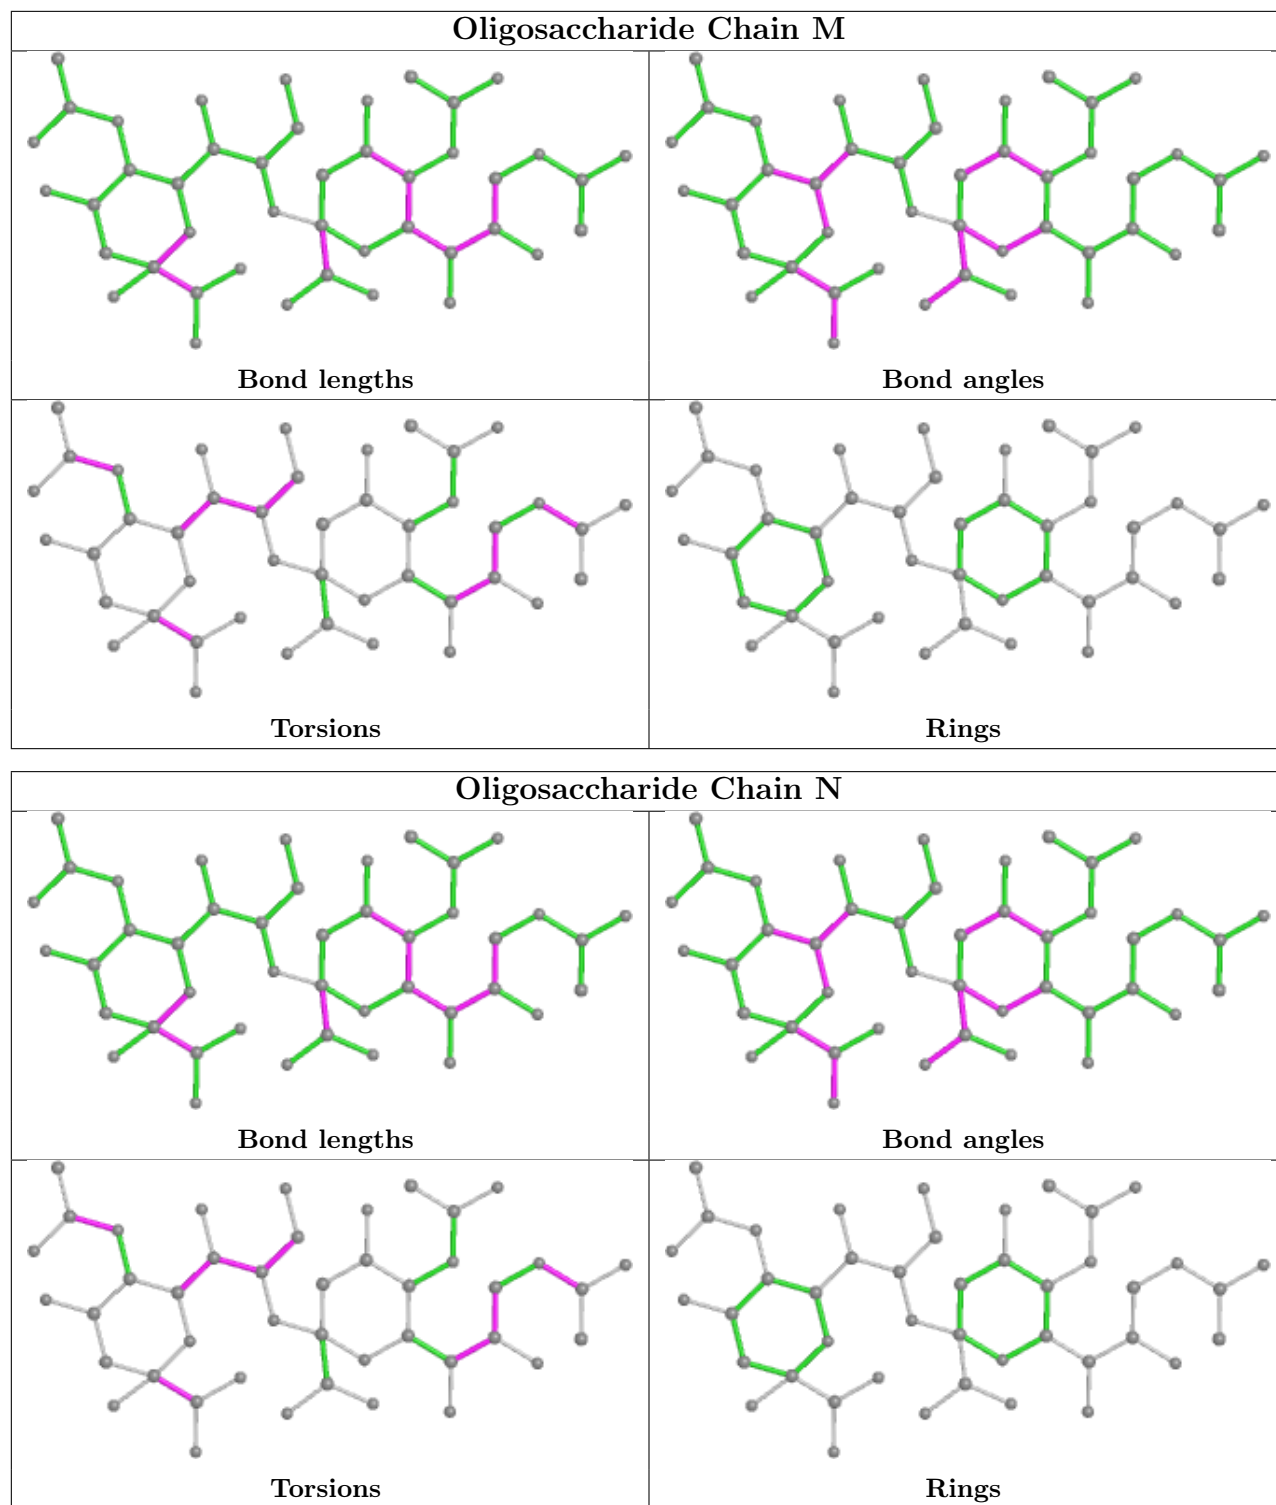 Oligosaccharide Chain M
Bond lengths
Bond angles
Torsions
Rings
Oligosaccharide Chain N
Bond lengths
Bond angles
Torsions
Rings